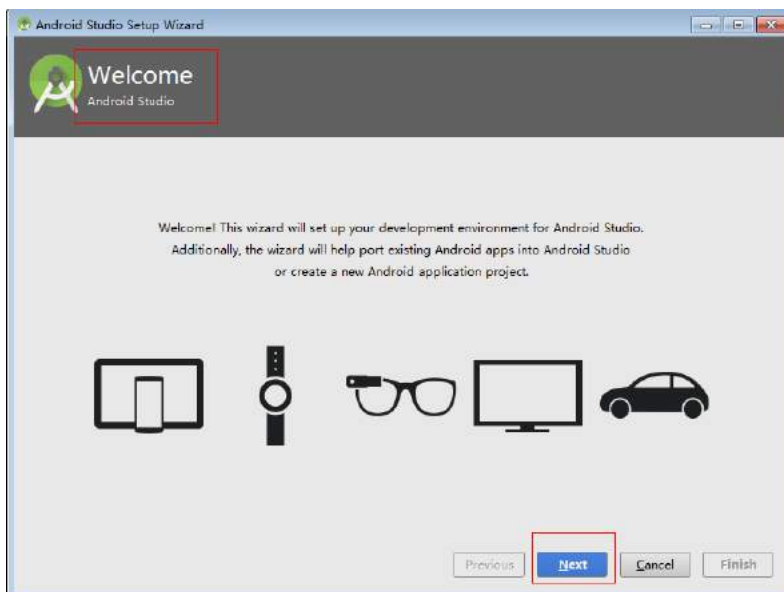 Android Studio Setup Wizard
Welcome
Android Studio
Welcome! This wizard will set up your development environment for Android Studio.
Additionally, the wizard will help port existing Android apps into Android Studio
or create a new Android application project.
Previous Next Cancel Finish